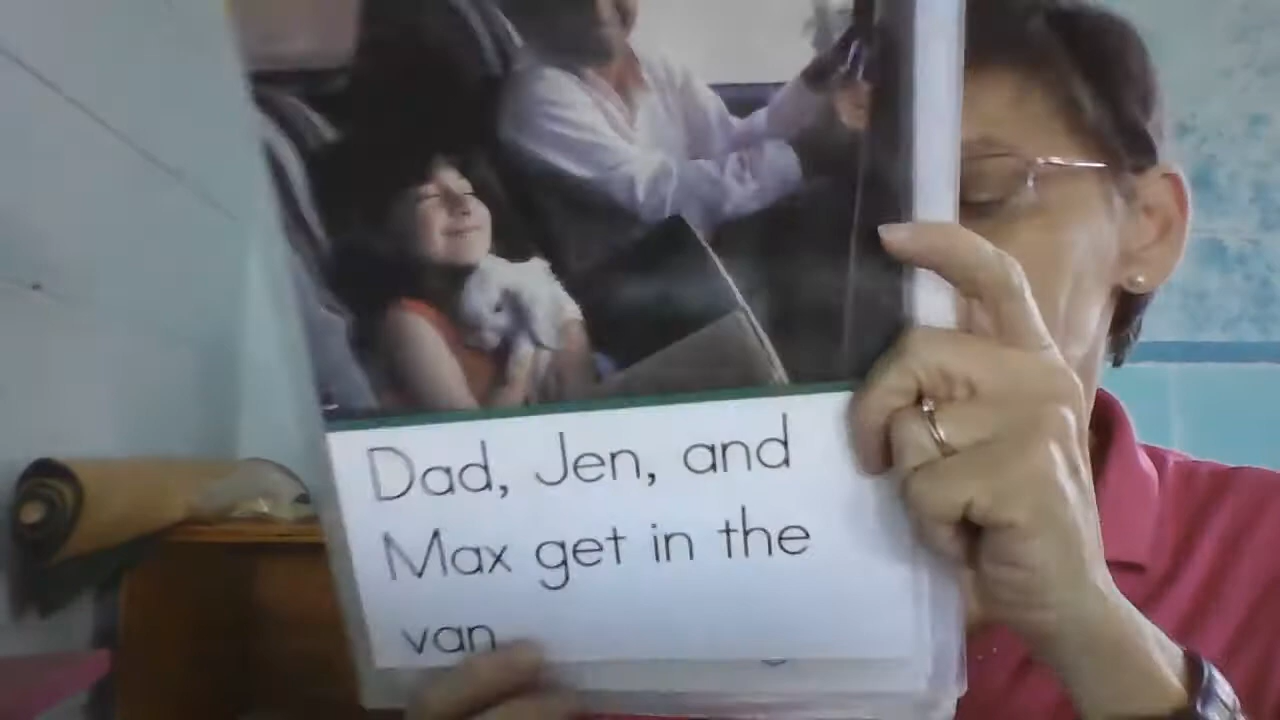 Dad, Jen, and
Max get in the
van